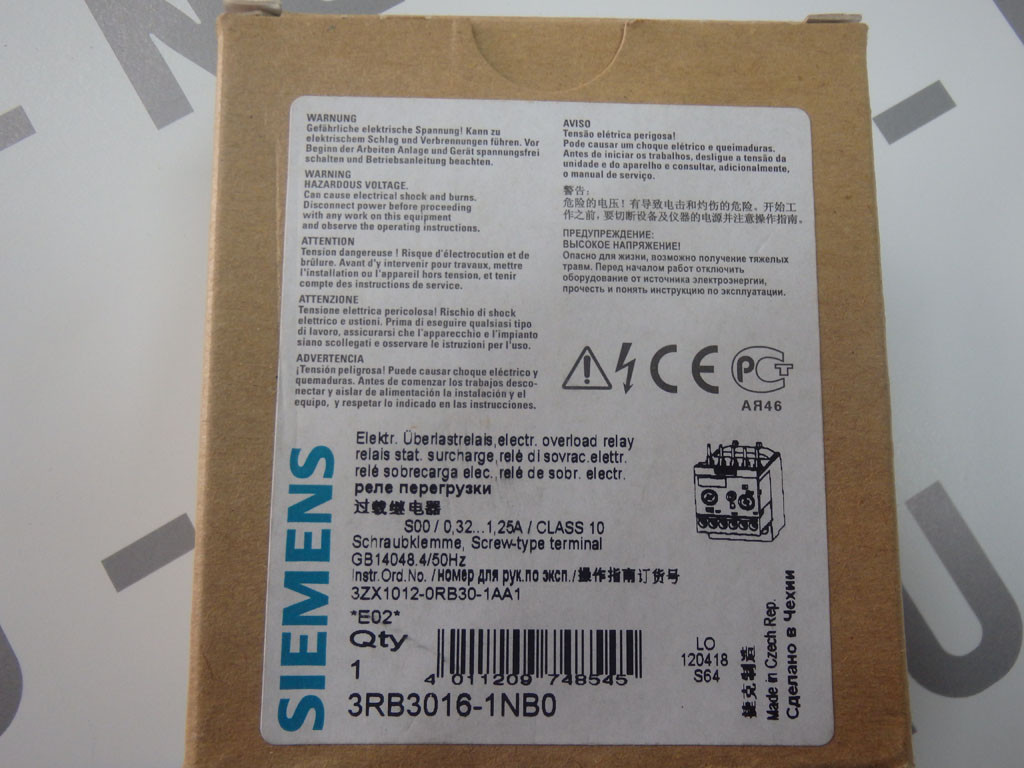 WARNUNG
Gefährliche elektrische Spannung! Kann zu
elektrischem Schlag und Verbrennungen führen. Vor
Beginn der Arbeiten Anlage und Gerät spannungsfrei
schalten und Betriebsanleitung beachten.
WARNING
HAZARDOUS VOLTAGE.
Can cause electrical shock and burns.
Disconnect power before proceeding
with any work on this equipment
and observe the operating instructions.
ATTENTION
Tension dangereuse ! Risque d'électrocution et de
brûlure. Avant d'y intervenir pour travaux, mettre
l'installation ou l'appareil hors tension, et tenir
compte des instructions de service.
ATTENZIONE
Tensione elettrica pericolosa! Rischio di shock
elettrico e ustioni. Prima di eseguire qualsiasi tipo
di lavoro, assicurarsi che l'apparecchio e l'impianto
siano scollegati e osservare le istruzioni per l'uso.
ADVERTENCIA
¡Tensión peligrosa! Puede causar choque eléctrico y
quemaduras. Antes de comenzar los trabajos desco-
nectar y aislar de alimentación la instalación y el
equipo, y respetar lo indicado en las instrucciones.
AVISO
Tensão elétrica perigosa!
Pode causar um choque elétrico e queimaduras.
Antes de iniciar os trabalhos, desligue a tensão da
unidade e do aparelho e consultar, adicionalmente,
o manual de serviço.
警告:
危险的电压! 有导致电击和灼伤的危险。开始工
作之前, 要切断设备及仪器的电源并注意操作指南。
ПРЕДУПРЕЖДЕНИЕ:
ВЫСОКОЕ НАПРЯЖЕНИЕ!
Опасно для жизни, возможно получение тяжелых
травм. Перед началом работ отключить
оборудование от источника электроэнергии,
прочесть и понять инструкцию по эксплуатации.
CE
РСТ
АЯ46
SIEMENS
Elektr. Überlastrelais,electr. overload relay
relais stat. surcharge,relé di sovrac.elettr.
relé sobrecarga elec.,relé de sobr. electr.
реле перегрузки
过载继电器
S00 / 0,32...1,25A / CLASS 10
Schraubklemme, Screw-type terminal
GB14048.4/50Hz
Instr.Ord.No. /номер для рук.по эксп./操作指南订货号
3ZX1012-0RB30-1AA1
*E02*
Qty
1
4 011209 748545
3RB3016-1NB0
LO
120418
S64
捷克制造
Made in Czech Rep.
Сделано в Чехии